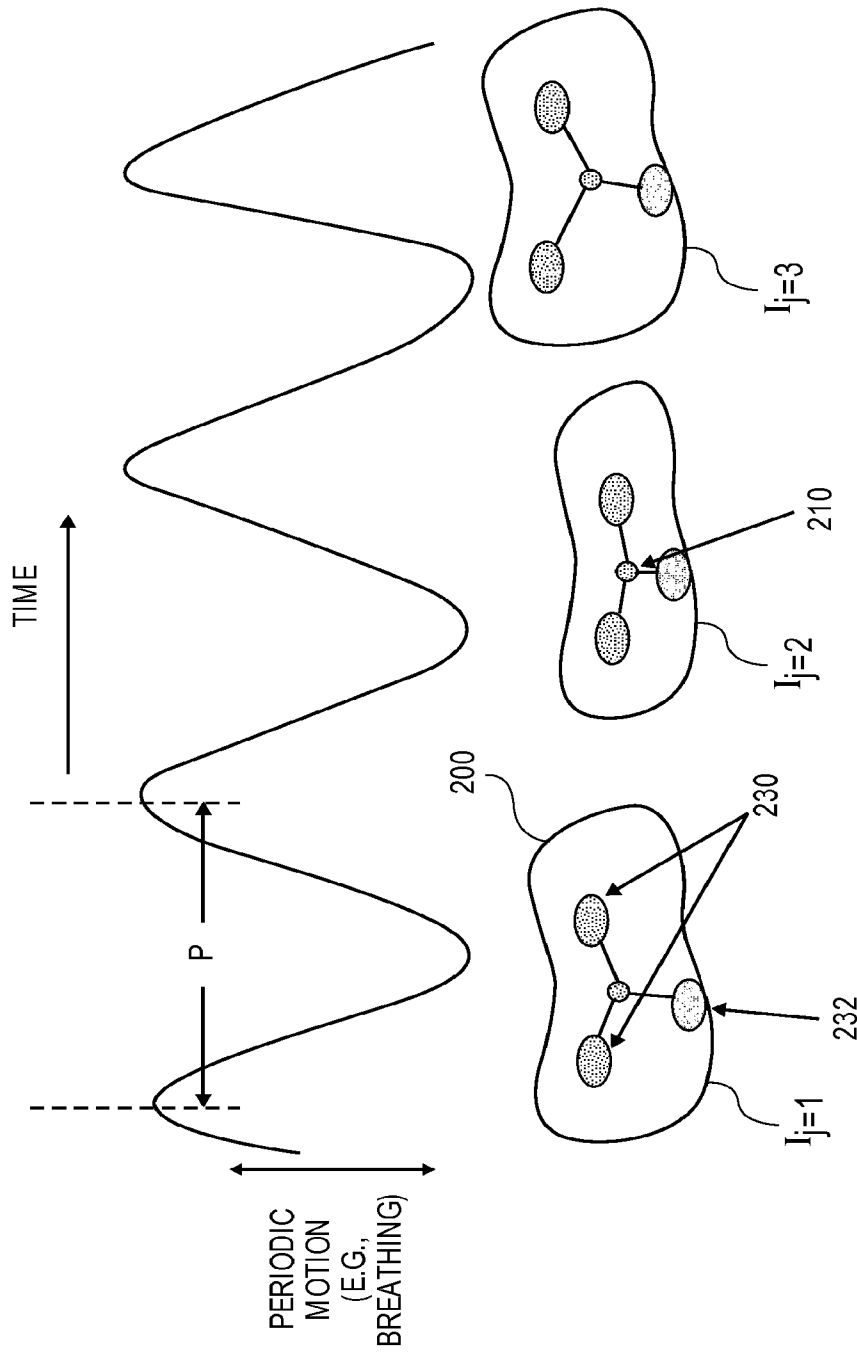 TIME
P
PERIODIC
MOTION
(E.G.,
BREATHING)
200
230
232
210
Ij=1
Ij=2
Ij=3